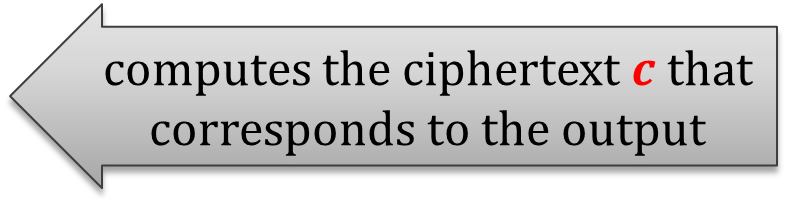 computes the ciphertext c that
corresponds to the output